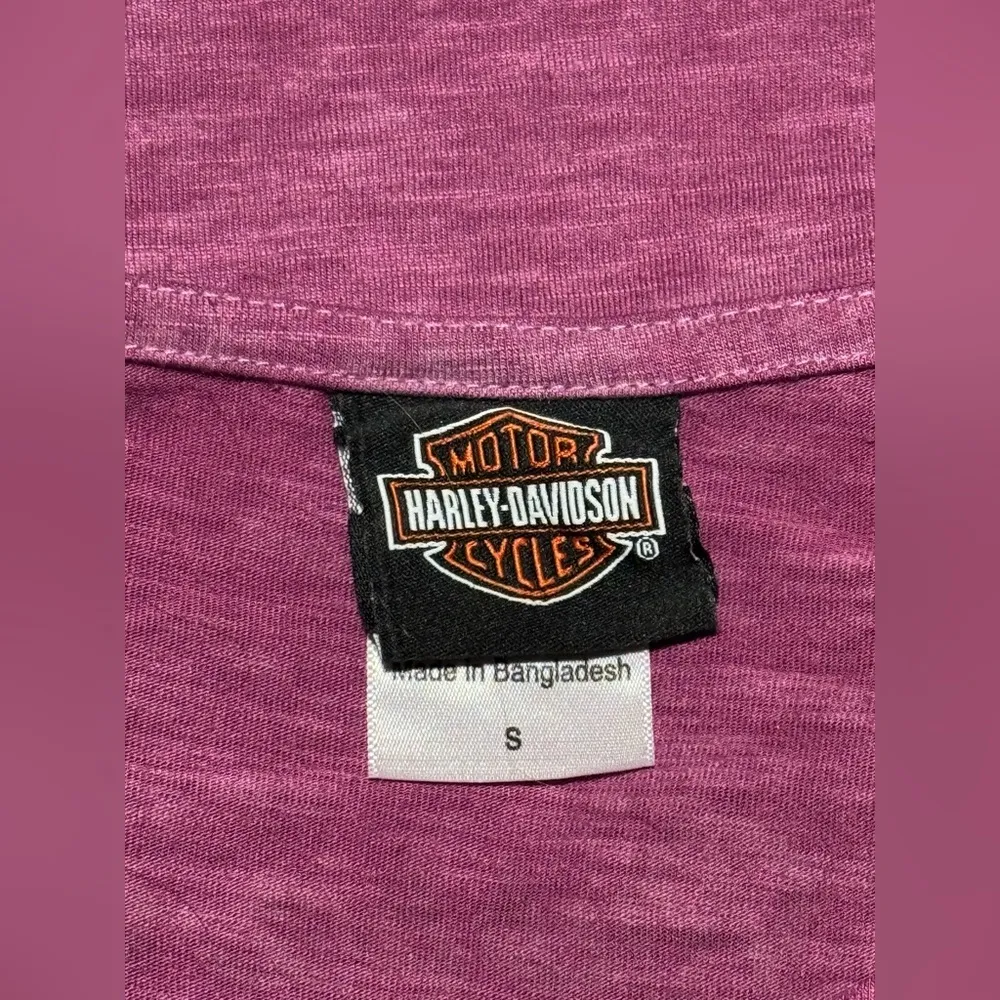 MOTOR
HARLEY-DAVIDSON
CYCLES
®
Made in Bangladesh
S